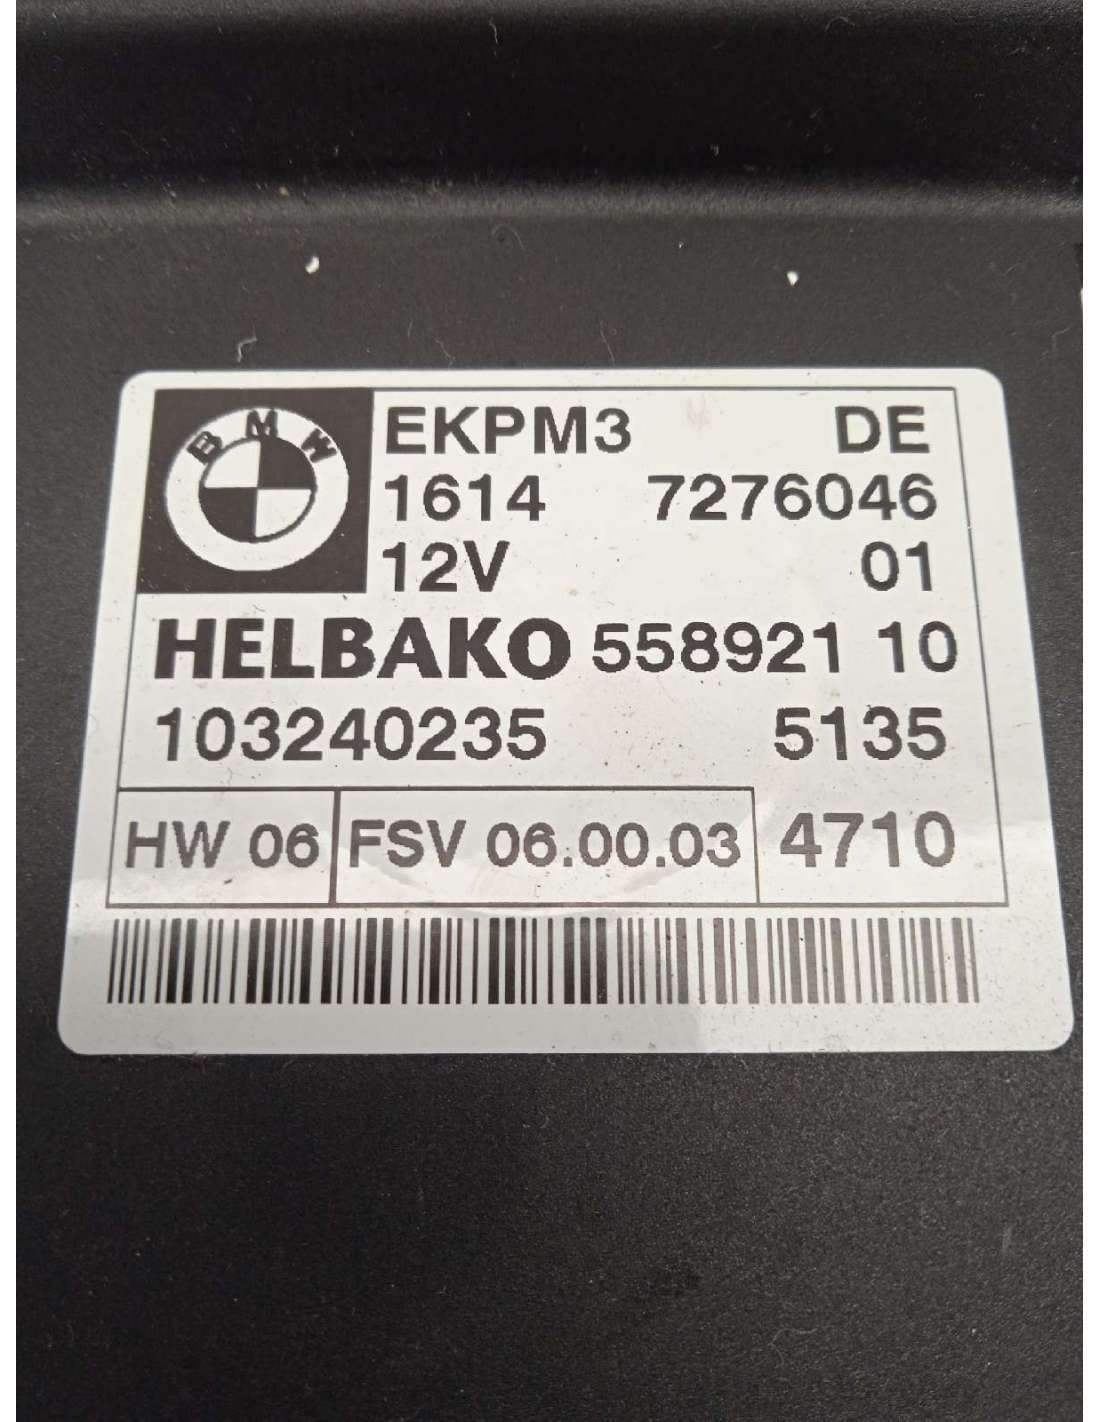 BMW
EKPM3 DE
1614 7276046
12V 01
HELBAKO 558921 10
103240235 5135
HW 06 FSV 06.00.03 4710